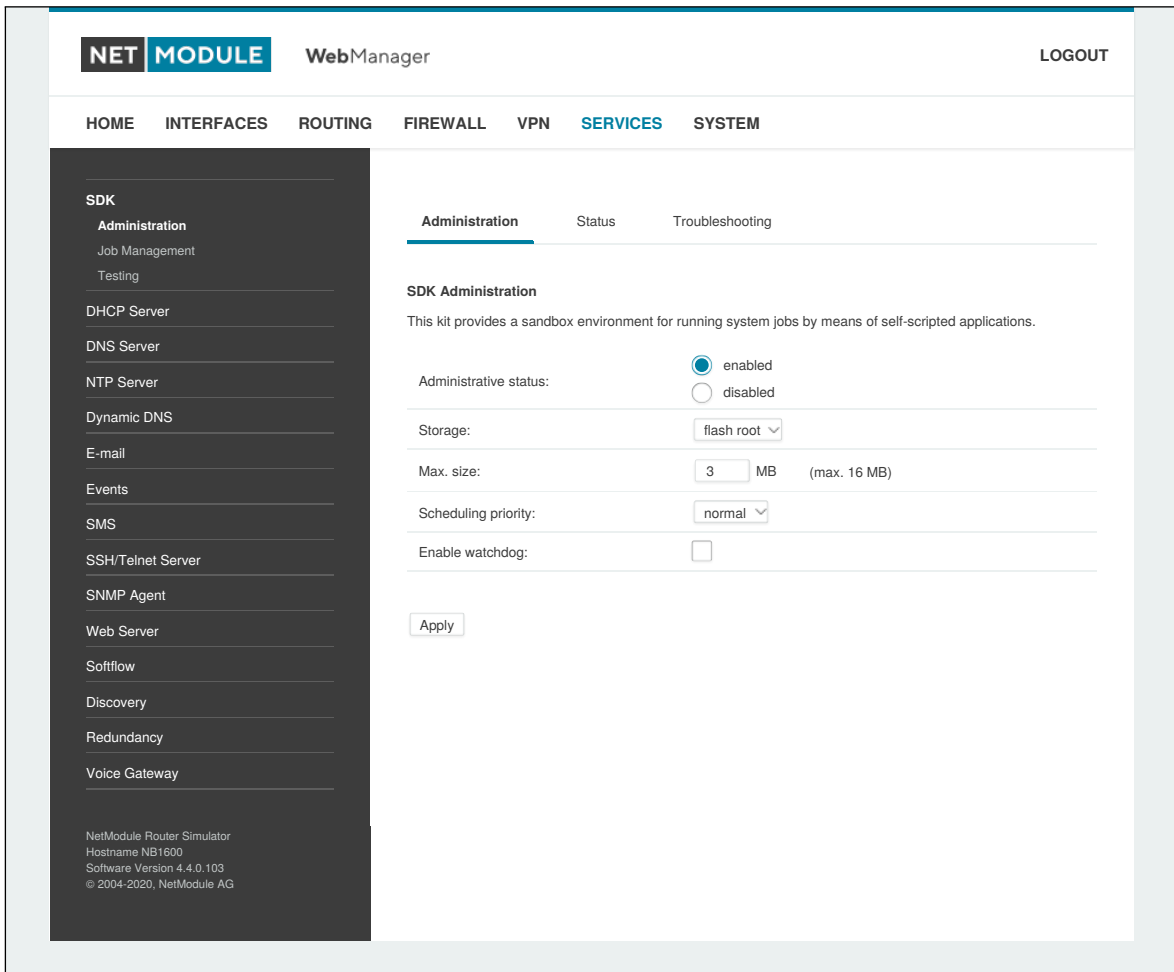 NET MODULE WebManager LOGOUT
HOME INTERFACES ROUTING FIREWALL VPN SERVICES SYSTEM
SDK
Administration
Job Management
Testing
DHCP Server
DNS Server
NTP Server
Dynamic DNS
E-mail
Events
SMS
SSH/Telnet Server
SNMP Agent
Web Server
Softflow
Discovery
Redundancy
Voice Gateway
NetModule Router Simulator
Hostname NB1600
Software Version 4.4.0.103
© 2004-2020, NetModule AG
Administration Status Troubleshooting
SDK Administration
This kit provides a sandbox environment for running system jobs by means of self-scripted applications.
Administrative status:
enabled
disabled
Storage: flash root
Max. size: 3 MB (max. 16 MB)
Scheduling priority: normal
Enable watchdog:
Apply